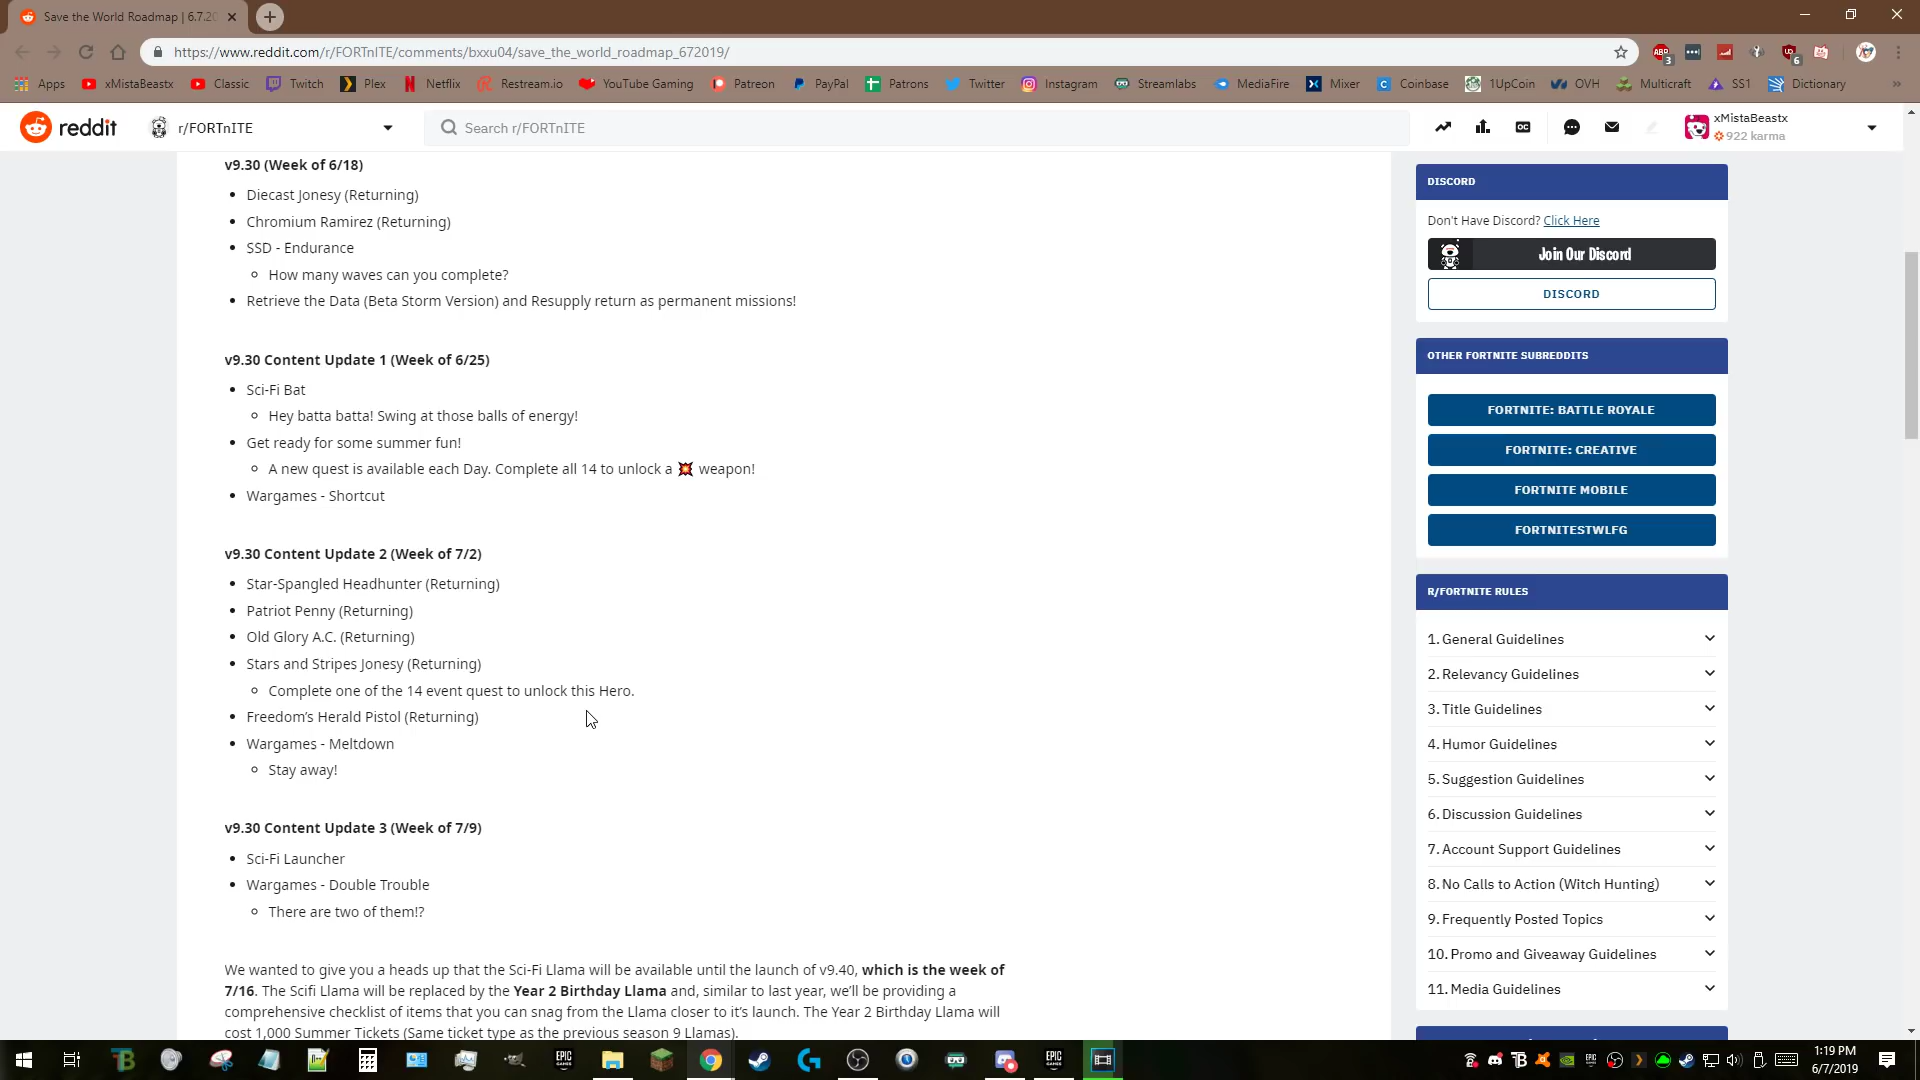 Save the World Roadmap | 6.7.20
https://www.reddit.com/r/FORTnITE/comments/bxxu04/save_the_world_roadmap_672019/
3
6
Apps xMistaBeastx Classic Twitch Plex Netflix Restream.io YouTube Gaming Patreon PayPal Patrons Twitter Instagram Streamlabs MediaFire Mixer Coinbase 1UpCoin OVH Multicraft SS1 Dictionary »
reddit r/FORTnITE Search r/FORTnITE
xMistaBeastx
922 karma
v9.30 (Week of 6/18)
Diecast Jonesy (Returning)
Chromium Ramirez (Returning)
SSD - Endurance
How many waves can you complete?
Retrieve the Data (Beta Storm Version) and Resupply return as permanent missions!
v9.30 Content Update 1 (Week of 6/25)
Sci-Fi Bat
Hey batta batta! Swing at those balls of energy!
Get ready for some summer fun!
A new quest is available each Day. Complete all 14 to unlock a 💥 weapon!
Wargames - Shortcut
v9.30 Content Update 2 (Week of 7/2)
Star-Spangled Headhunter (Returning)
Patriot Penny (Returning)
Old Glory A.C. (Returning)
Stars and Stripes Jonesy (Returning)
Complete one of the 14 event quest to unlock this Hero.
Freedom’s Herald Pistol (Returning)
Wargames - Meltdown
Stay away!
v9.30 Content Update 3 (Week of 7/9)
Sci-Fi Launcher
Wargames - Double Trouble
There are two of them!?
We wanted to give you a heads up that the Sci-Fi Llama will be available until the launch of v9.40, which is the week of
7/16. The Scifi Llama will be replaced by the Year 2 Birthday Llama and, similar to last year, we’ll be providing a
comprehensive checklist of items that you can snag from the Llama closer to it’s launch. The Year 2 Birthday Llama will
cost 1,000 Summer Tickets (Same ticket type as the previous season 9 Llamas).
DISCORD
Don't Have Discord? Click Here
Join Our Discord
DISCORD
OTHER FORTNITE SUBREDDITS
FORTNITE: BATTLE ROYALE
FORTNITE: CREATIVE
FORTNITE MOBILE
FORTNITESTWLFG
R/FORTNITE RULES
1. General Guidelines
2. Relevancy Guidelines
3. Title Guidelines
4. Humor Guidelines
5. Suggestion Guidelines
6. Discussion Guidelines
7. Account Support Guidelines
8. No Calls to Action (Witch Hunting)
9. Frequently Posted Topics
10. Promo and Giveaway Guidelines
11. Media Guidelines
1:19 PM
6/7/2019